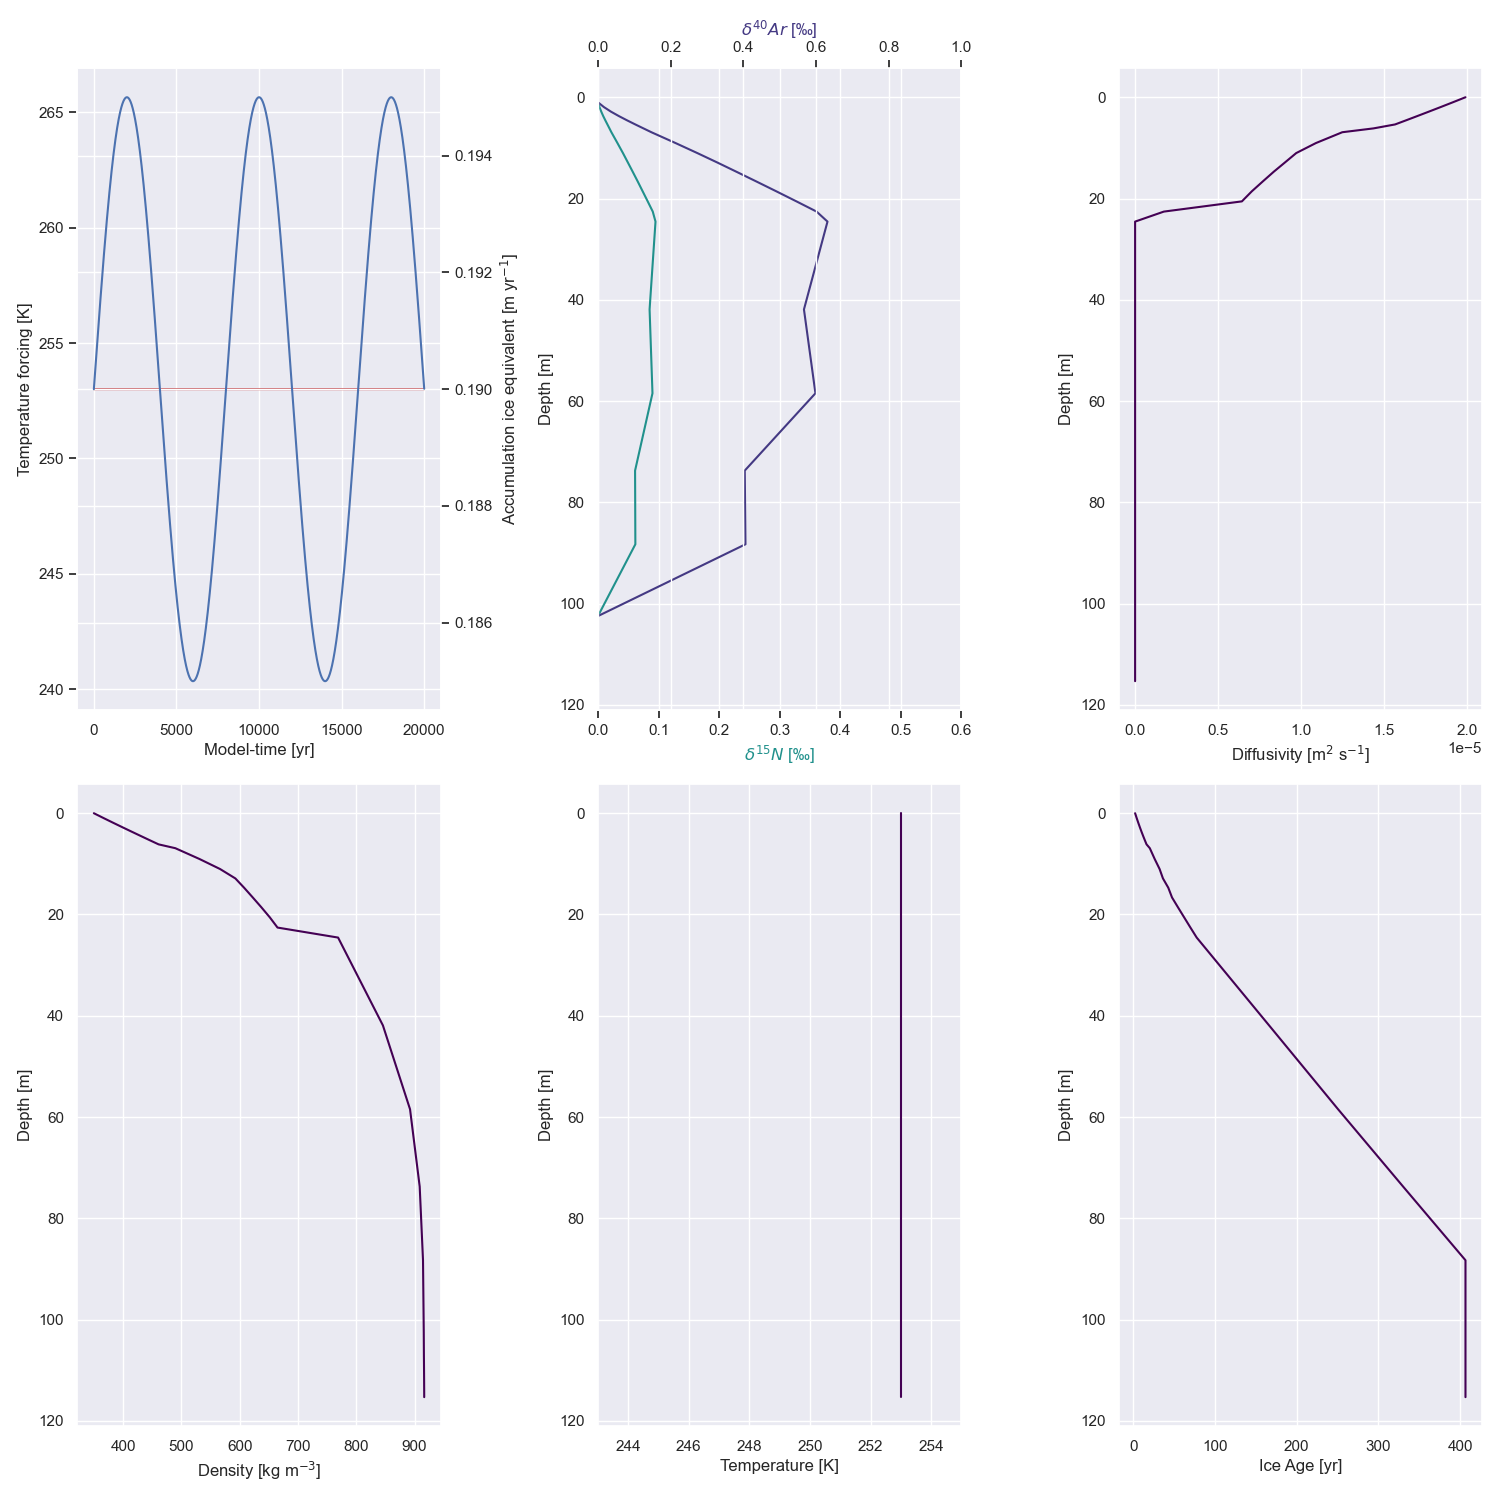 265
260
255
250
245
240
Temperature forcing [K]
0 5000 10000 15000 20000
Model-time [yr]
0.194
0.192
0.190
0.188
0.186
Accumulation ice equivalent [m yr⁻¹]
δ⁴⁰Ar [‰]
0.0 0.2 0.4 0.6 0.8 1.0
0
20
40
60
80
100
120
Depth [m]
0.0 0.1 0.2 0.3 0.4 0.5 0.6
δ¹⁵N [‰]
0
20
40
60
80
100
120
Depth [m]
0.0 0.5 1.0 1.5 2.0
1e−5
Diffusivity [m² s⁻¹]
0
20
40
60
80
100
120
Depth [m]
400 500 600 700 800 900
Density [kg m⁻³]
0
20
40
60
80
100
120
Depth [m]
244 246 248 250 252 254
Temperature [K]
0
20
40
60
80
100
120
Depth [m]
0 100 200 300 400
Ice Age [yr]